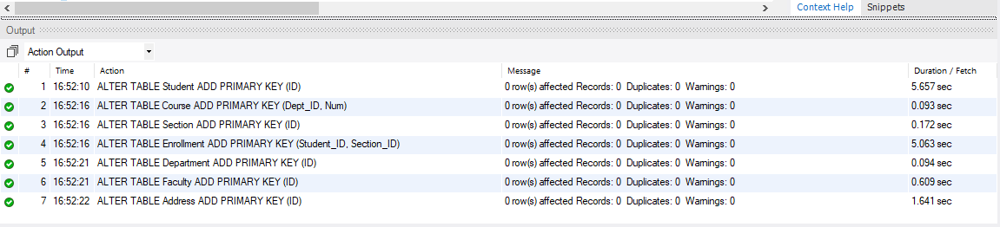 Context Help Snippets
Output
Action Output
# Time Action Message Duration / Fetch
1 16:52:10 ALTER TABLE Student ADD PRIMARY KEY (ID) 0 row(s) affected Records: 0 Duplicates: 0 Warnings: 0 5.657 sec
2 16:52:16 ALTER TABLE Course ADD PRIMARY KEY (Dept_ID, Num) 0 row(s) affected Records: 0 Duplicates: 0 Warnings: 0 0.093 sec
3 16:52:16 ALTER TABLE Section ADD PRIMARY KEY (ID) 0 row(s) affected Records: 0 Duplicates: 0 Warnings: 0 0.172 sec
4 16:52:16 ALTER TABLE Enrollment ADD PRIMARY KEY (Student_ID, Section_ID) 0 row(s) affected Records: 0 Duplicates: 0 Warnings: 0 5.063 sec
5 16:52:21 ALTER TABLE Department ADD PRIMARY KEY (ID) 0 row(s) affected Records: 0 Duplicates: 0 Warnings: 0 0.094 sec
6 16:52:21 ALTER TABLE Faculty ADD PRIMARY KEY (ID) 0 row(s) affected Records: 0 Duplicates: 0 Warnings: 0 0.609 sec
7 16:52:22 ALTER TABLE Address ADD PRIMARY KEY (ID) 0 row(s) affected Records: 0 Duplicates: 0 Warnings: 0 1.641 sec